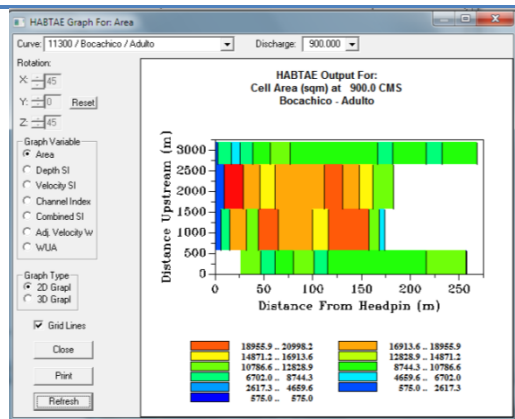 HABTAE Graph For: Area
Curve: 11300 / Bocachico / Adulto
Discharge: 900.000
Rotation:
X: 45
Y: 0 Reset
Z: 45
Graph Variable
Area
Depth SI
Velocity SI
Channel Index
Combined SI
Adj. Velocity W
WUA
Graph Type
2D Grapl
3D Grapl
Grid Lines
Close
Print
Refresh
HABTAE Output For:
Cell Area (sqm) at 900.0 CMS
Bocachico - Adulto
Distance Upstream (m)
3000
2500
2000
1500
1000
500
0
0 50 100 150 200 250
Distance From Headpin (m)
18955.9 .. 20998.2 16913.6 .. 18955.9
14871.2 .. 16913.6 12828.9 .. 14871.2
10786.6 .. 12828.9 8744.3 .. 10786.6
6702.0 .. 8744.3 4659.6 .. 6702.0
2617.3 .. 4659.6 575.0 .. 2617.3
575.0 .. 575.0